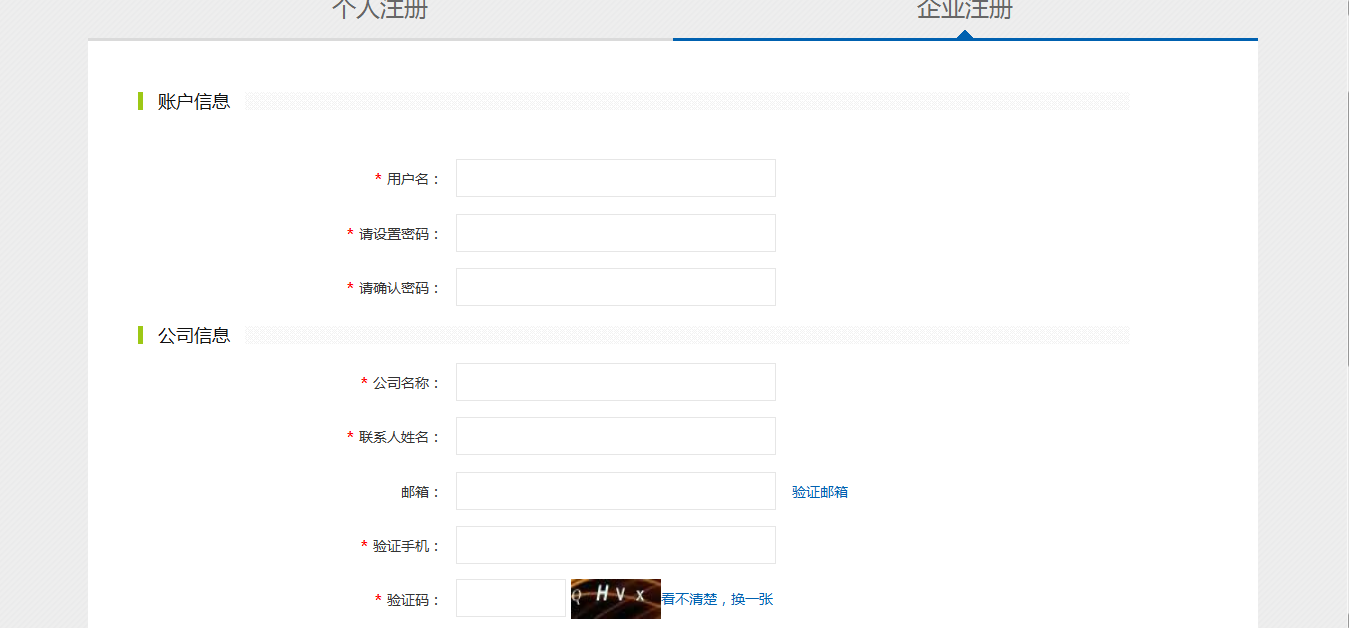 个人注册 企业注册
账户信息
* 用户名：
* 请设置密码：
* 请确认密码：
公司信息
* 公司名称：
* 联系人姓名：
邮箱： 验证邮箱
* 验证手机：
* 验证码： QHvx 看不清楚，换一张